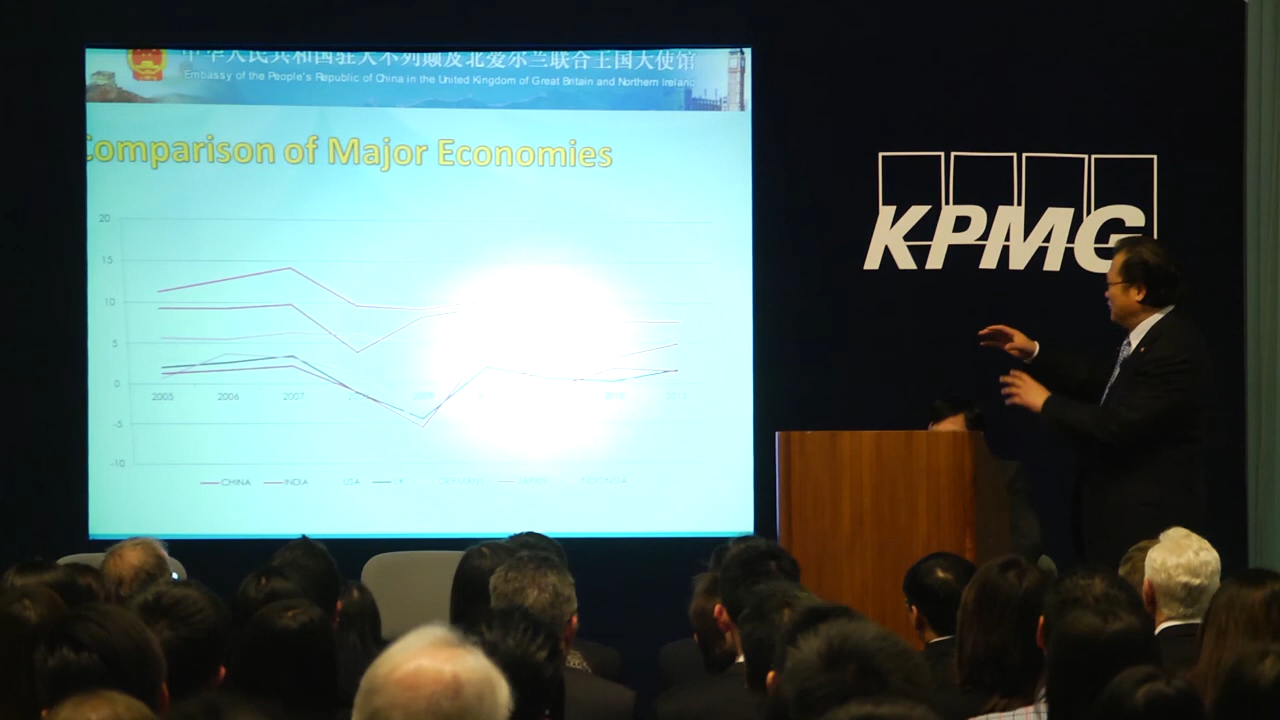 中华人民共和国驻大不列颠及北爱尔兰联合王国大使馆
Embassy of the People's Republic of China in the United Kingdom of Great Britain and Northern Ireland
Comparison of Major Economies
20
15
10
5
0
2005 2006 2007
-5
-10
CHINA INDIA USA UK GERMANY JAPAN
KPMG